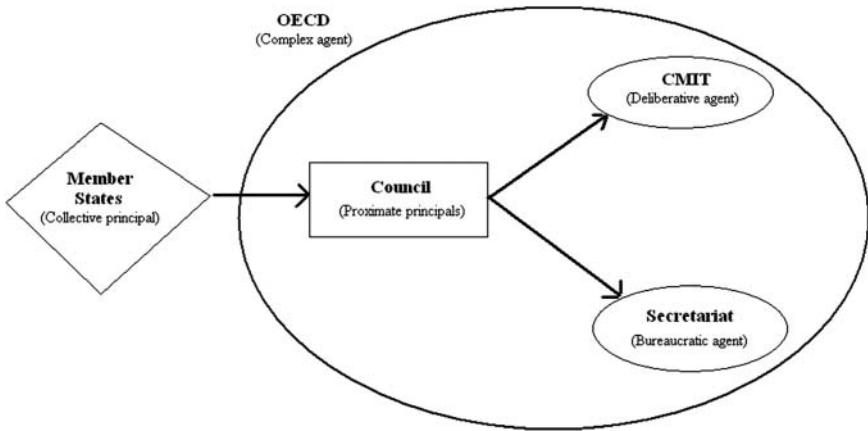 OECD
(Complex agent)
CMIT
(Deliberative agent)
Member
States
(Collective principal)
Council
(Proximate principals)
Secretariat
(Bureaucratic agent)